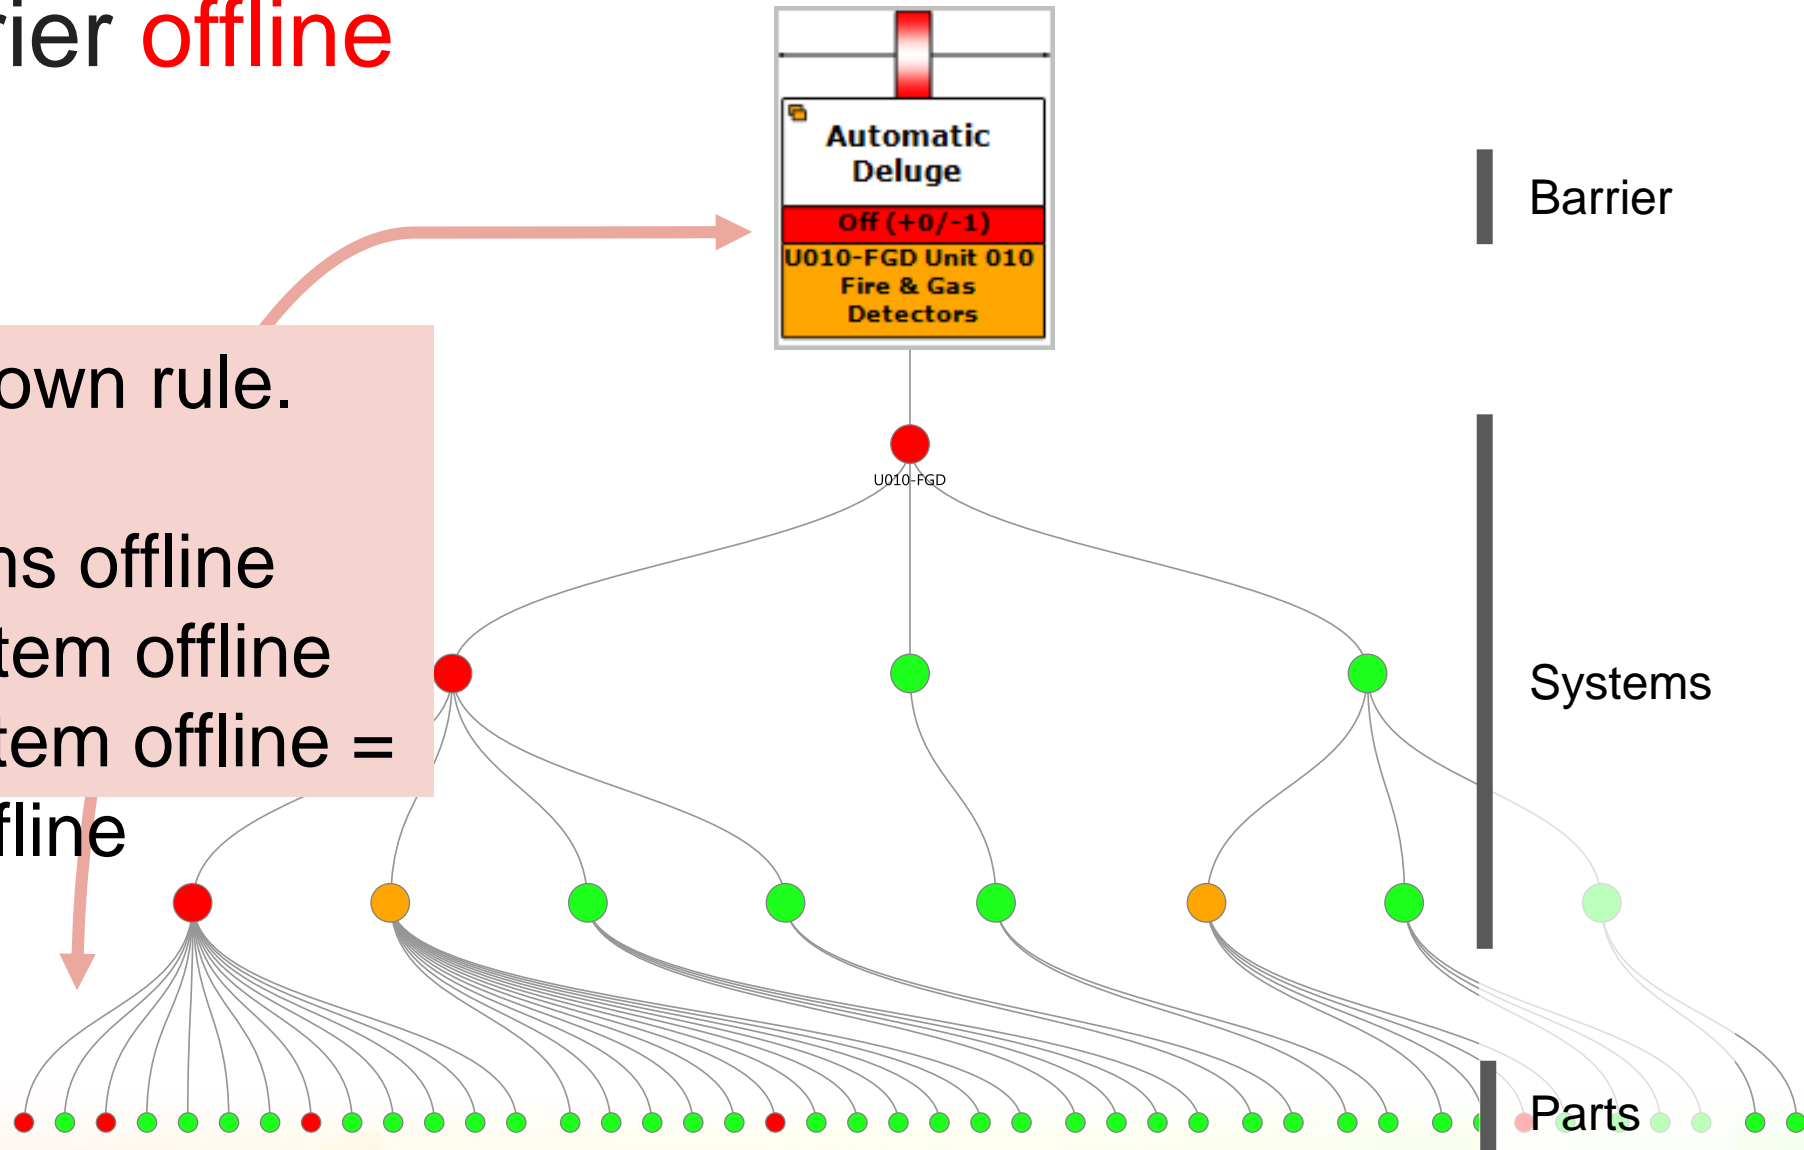 rier offline
Automatic
Deluge
Off (+0/-1)
U010-FGD Unit 010
Fire & Gas
Detectors
Barrier
own rule.
U010-FGD
ns offline
tem offline
tem offline =
fline
Systems
Parts